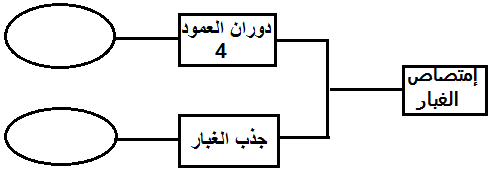 دوران العمود
4
إمتصاص
الغبار
جذب الغبار